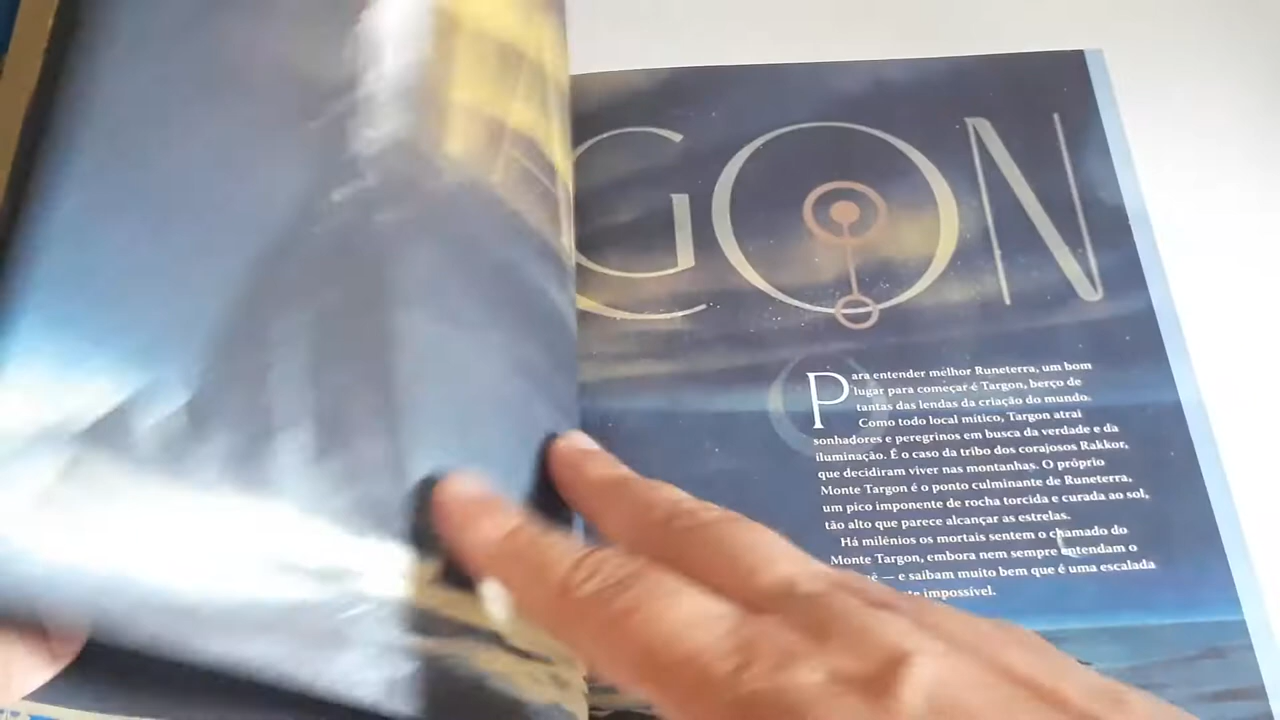 GON
Para entender melhor Runeterra, um bom
lugar para começar é Targon, berço de
tantas das lendas da criação do mundo.
Como todo local mítico, Targon atrai
sonhadores e peregrinos em busca da verdade e da
iluminação. É o caso da tribo dos corajosos Rakkor,
que decidiram viver nas montanhas. O próprio
Monte Targon é o ponto culminante de Runeterra,
um pico imponente de rocha torcida e curada ao sol,
tão alto que parece alcançar as estrelas.
Há milênios os mortais sentem o chamado do
Monte Targon, embora nem sempre entendam o
— e saibam muito bem que é uma escalada
impossível.